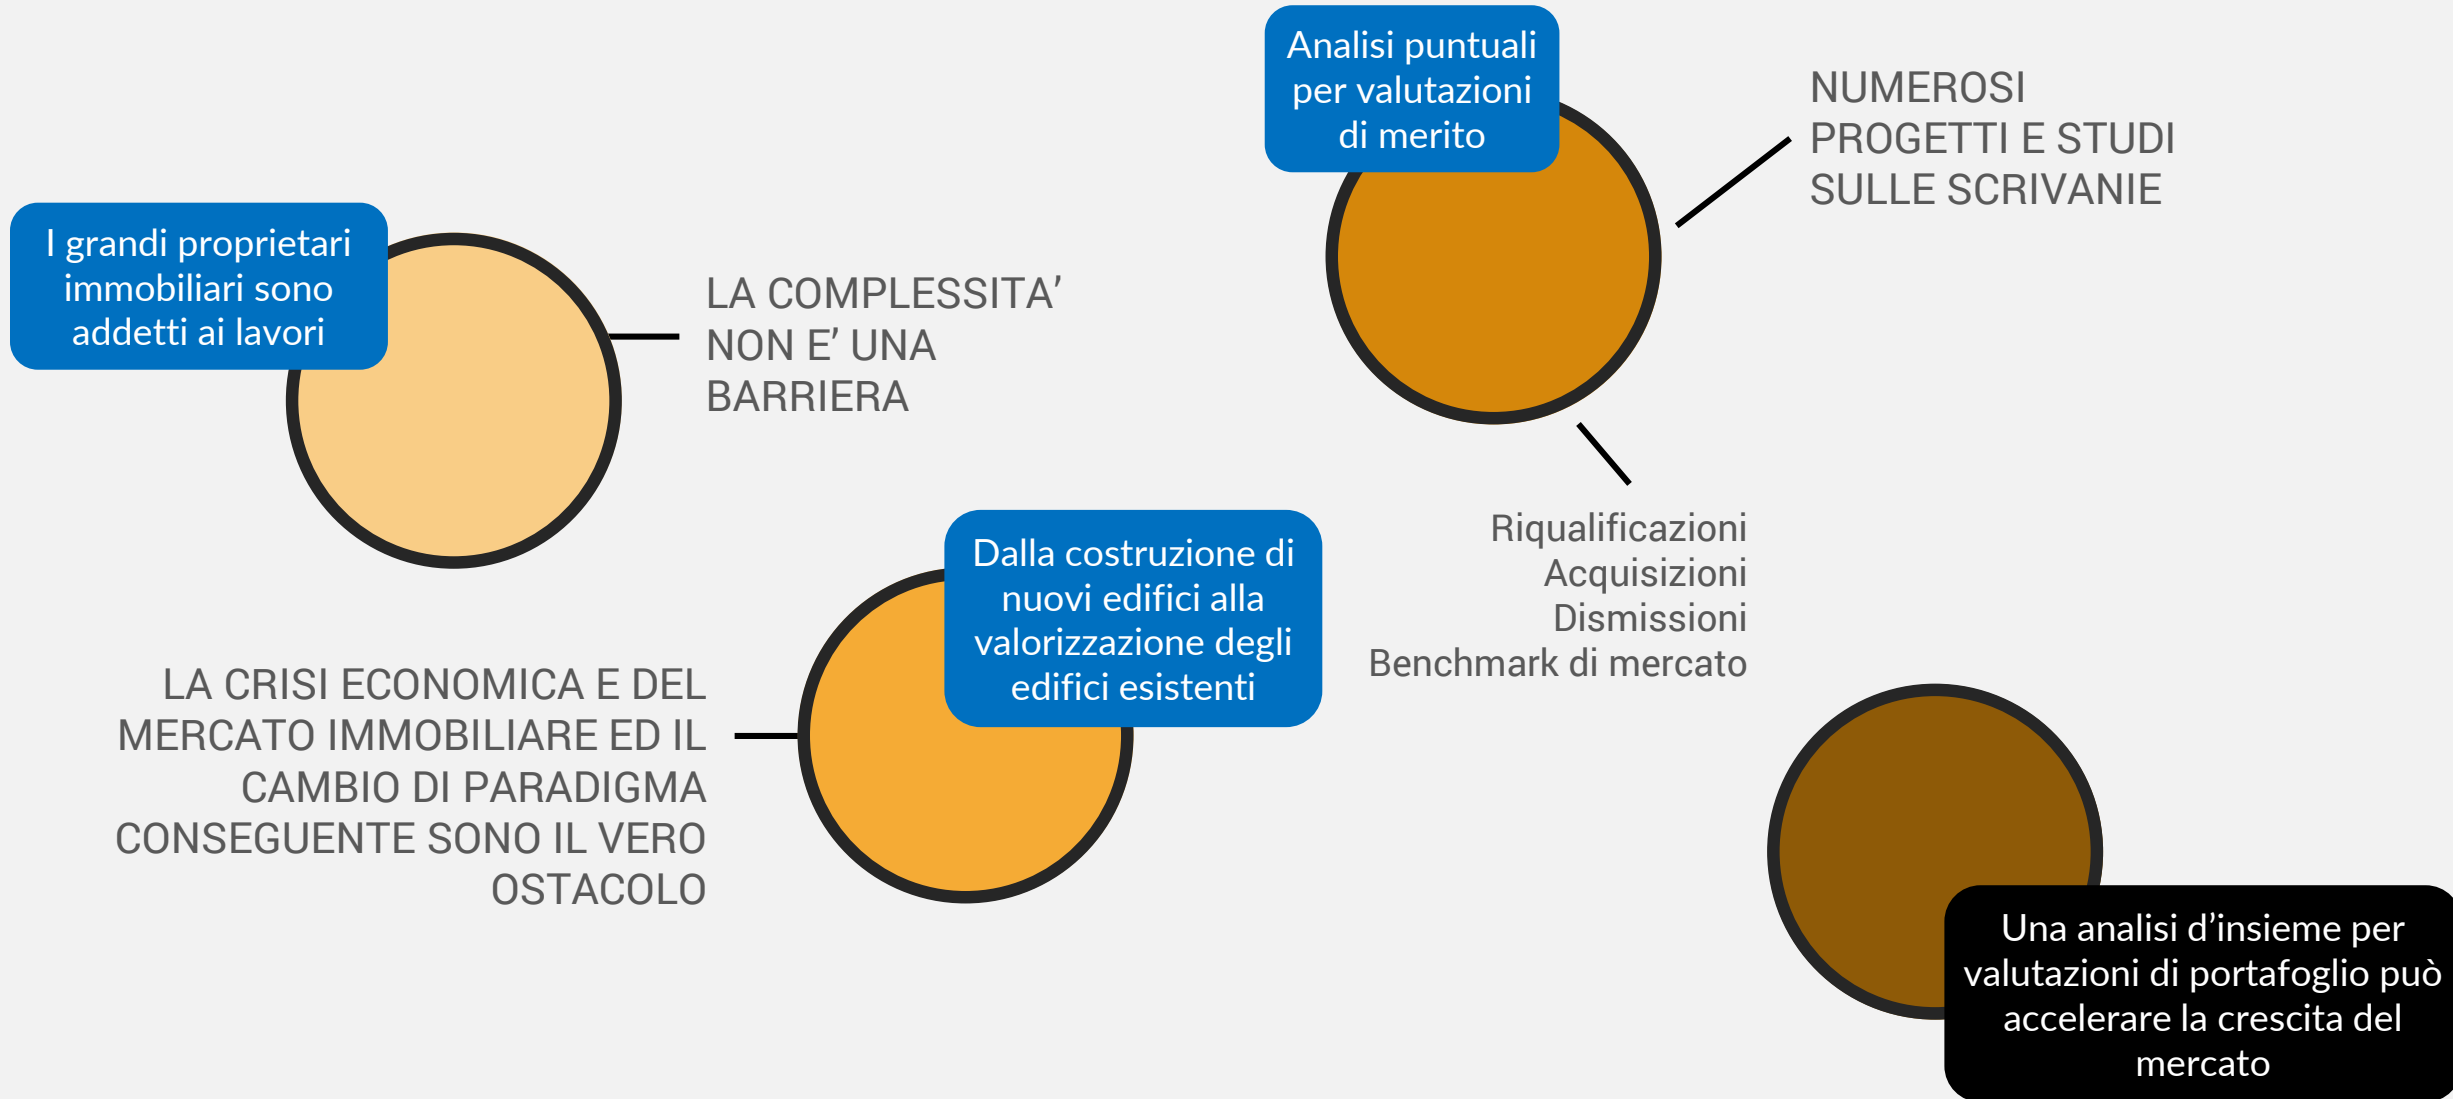 I grandi proprietari
immobiliari sono
addetti ai lavori
LA COMPLESSITA’
NON E’ UNA
BARRIERA
Dalla costruzione di
nuovi edifici alla
valorizzazione degli
edifici esistenti
LA CRISI ECONOMICA E DEL
MERCATO IMMOBILIARE ED IL
CAMBIO DI PARADIGMA
CONSEGUENTE SONO IL VERO
OSTACOLO
Analisi puntuali
per valutazioni
di merito
NUMEROSI
PROGETTI E STUDI
SULLE SCRIVANIE
Riqualificazioni
Acquisizioni
Dismissioni
Benchmark di mercato
Una analisi d’insieme per
valutazioni di portafoglio può
accelerare la crescita del
mercato